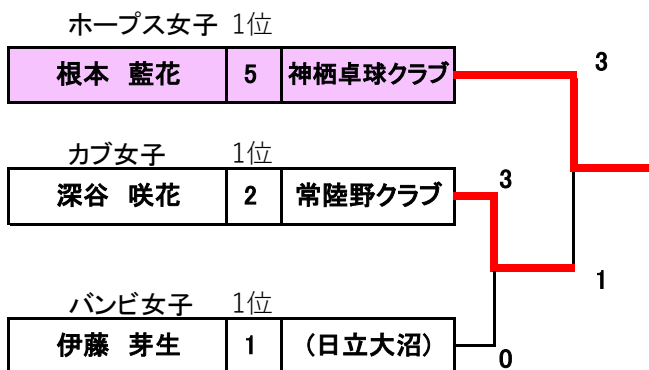 ホープス女子 1位
根本 藍花 5 神栖卓球クラブ 3
カブ女子 1位
深谷 咲花 2 常陸野クラブ 3
1
バンビ女子 1位
伊藤 芽生 1 (日立大沼) 0